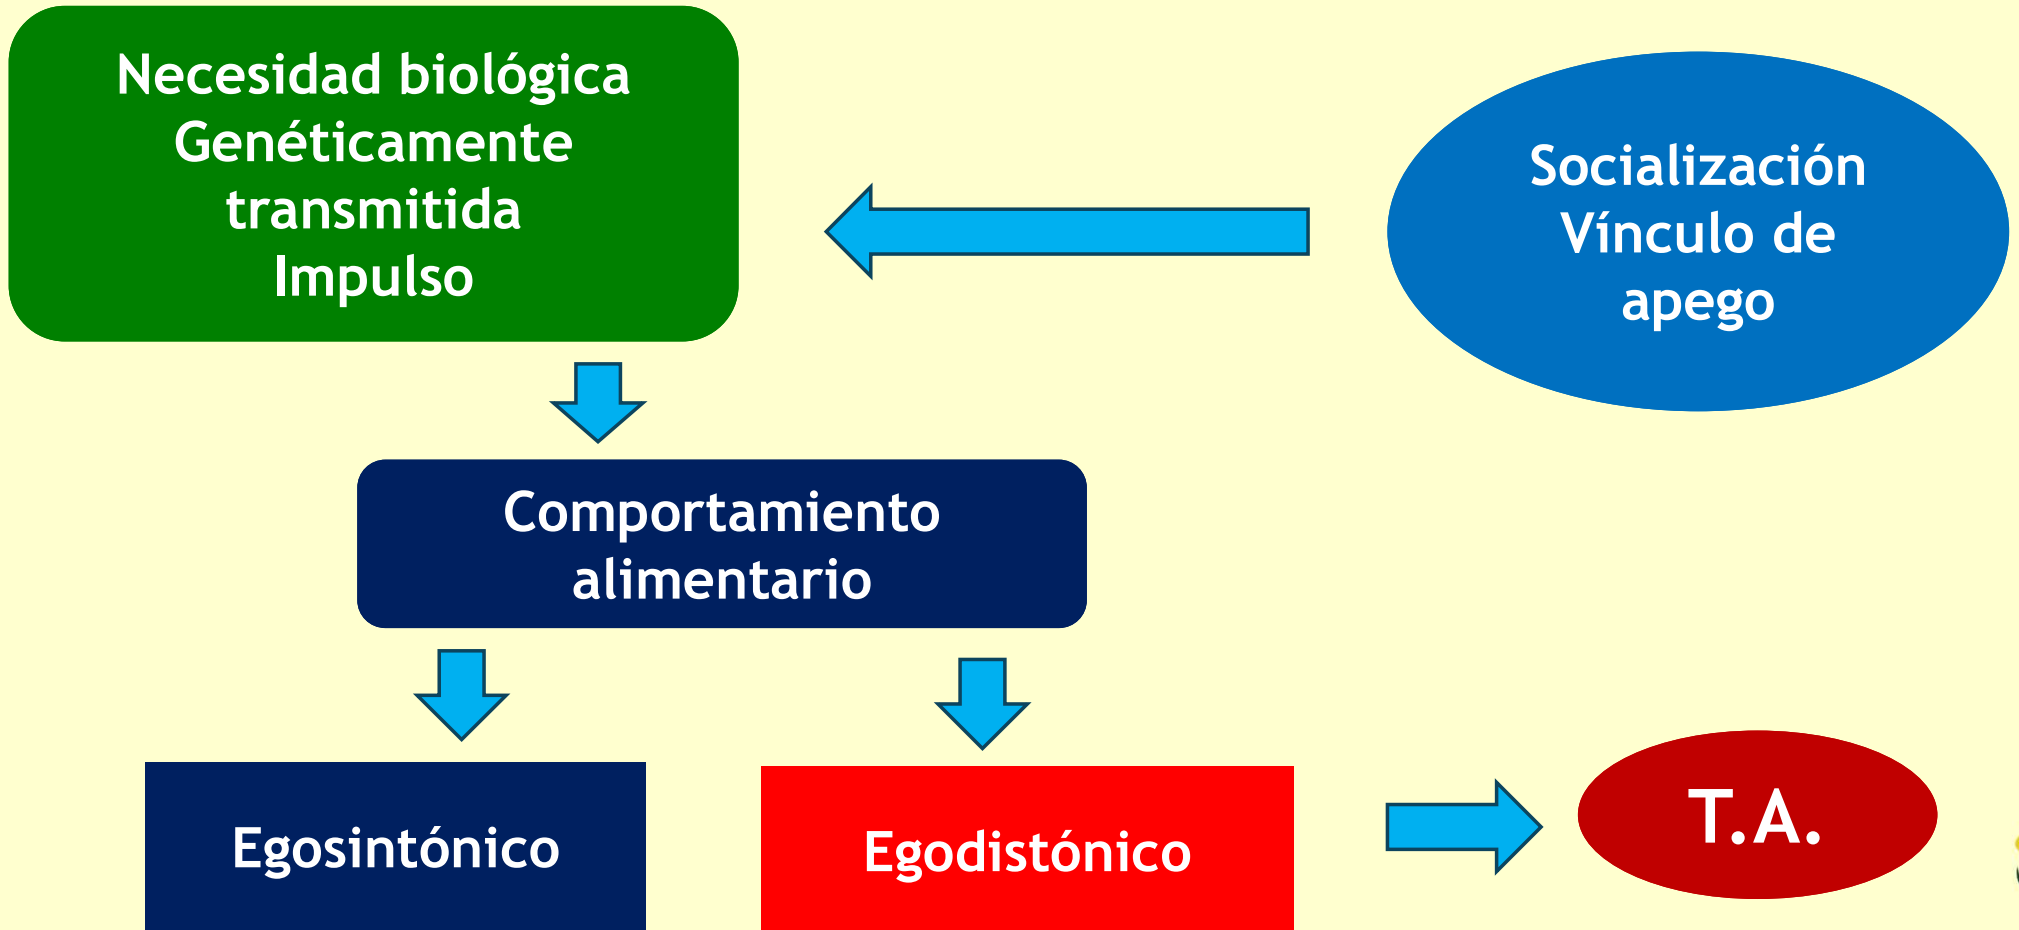 Necesidad biológica
Genéticamente
transmitida
Impulso
Socialización
Vínculo de
apego
Comportamiento
alimentario
Egosintónico
Egodistónico
T.A.